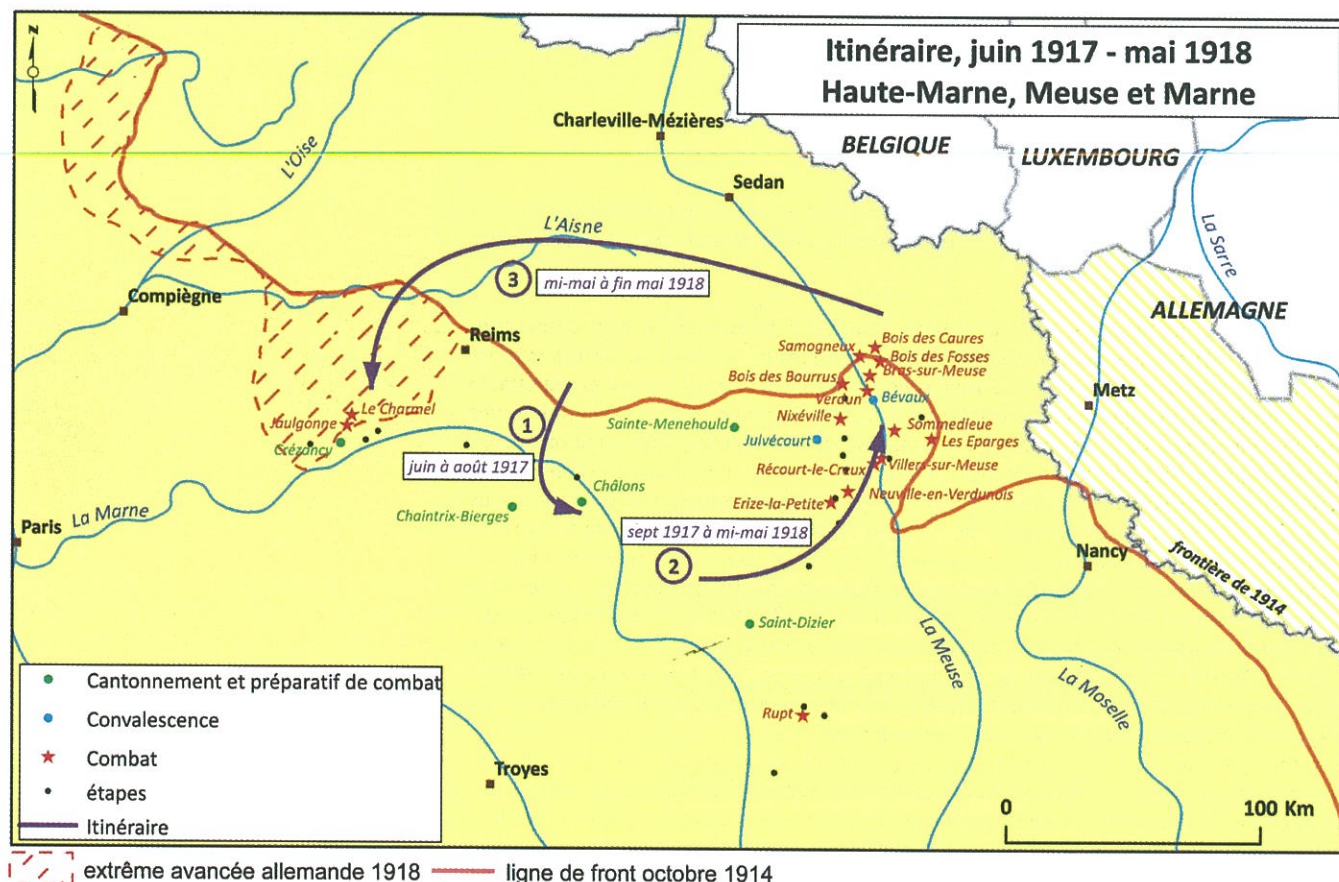 Itinéraire, juin 1917 - mai 1918
Haute-Marne, Meuse et Marne
N
Charleville-Mézières
BELGIQUE
LUXEMBOURG
L'Oise
Sedan
La Sarre
L'Aisne
3
mi-mai à fin mai 1918
Compiègne
ALLEMAGNE
Reims
Samogneux
Bois des Caures
Bois des Fosses
Bras-sur-Meuse
Bois des Bourrus
Verdun
Bévaux
Metz
Le Charmel
Jaulgonne
Nixéville
Sainte-Menehould
Sommedieue
1
Crézancy
Julvécourt
Les Eparges
juin à août 1917
Récourt-le-Creux
Villers-sur-Meuse
Châlons
Neuville-en-Verdunois
La Marne
Chaintrix-Bierges
Erize-la-Petite
Paris
sept 1917 à mi-mai 1918
2
Nancy
frontière de 1914
Saint-Dizier
La Meuse
La Moselle
Cantonnement et préparatif de combat
Convalescence
Rupt
Combat
Troyes
étapes
0 100 Km
Itinéraire
extrême avancée allemande 1918
ligne de front octobre 1914